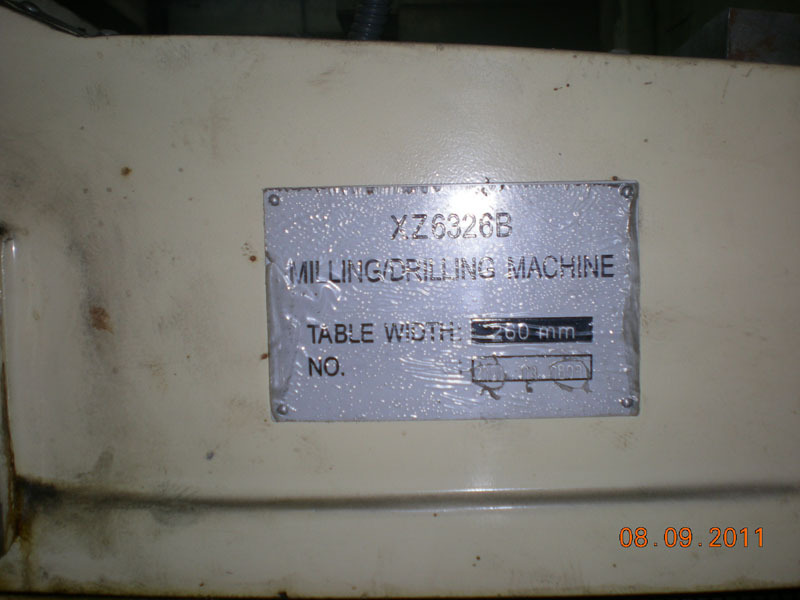 XZ6326B
MILLING/DRILLING MACHINE
TABLE WIDTH: 260 mm
NO. :
08.09.2011